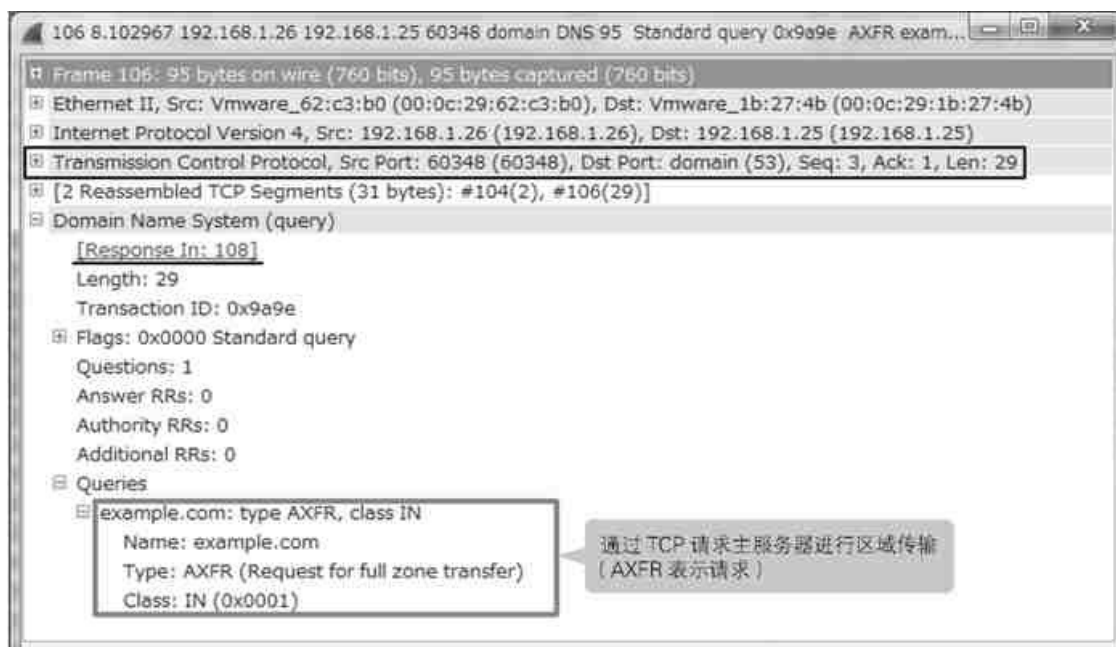 106 8.102967 192.168.1.26 192.168.1.25 60348 domain DNS 95 Standard query 0x9a9e AXFR exam...
Frame 106: 95 bytes on wire (760 bits), 95 bytes captured (760 bits)
Ethernet II, Src: Vmware_62:c3:b0 (00:0c:29:62:c3:b0), Dst: Vmware_1b:27:4b (00:0c:29:1b:27:4b)
Internet Protocol Version 4, Src: 192.168.1.26 (192.168.1.26), Dst: 192.168.1.25 (192.168.1.25)
Transmission Control Protocol, Src Port: 60348 (60348), Dst Port: domain (53), Seq: 3, Ack: 1, Len: 29
[2 Reassembled TCP Segments (31 bytes): #104(2), #106(29)]
Domain Name System (query)
[Response In: 108]
Length: 29
Transaction ID: 0x9a9e
Flags: 0x0000 Standard query
Questions: 1
Answer RRs: 0
Authority RRs: 0
Additional RRs: 0
Queries
example.com: type AXFR, class IN
Name: example.com
Type: AXFR (Request for full zone transfer)
Class: IN (0x0001)
通过 TCP 请求主服务器进行区域传输
（AXFR 表示请求）